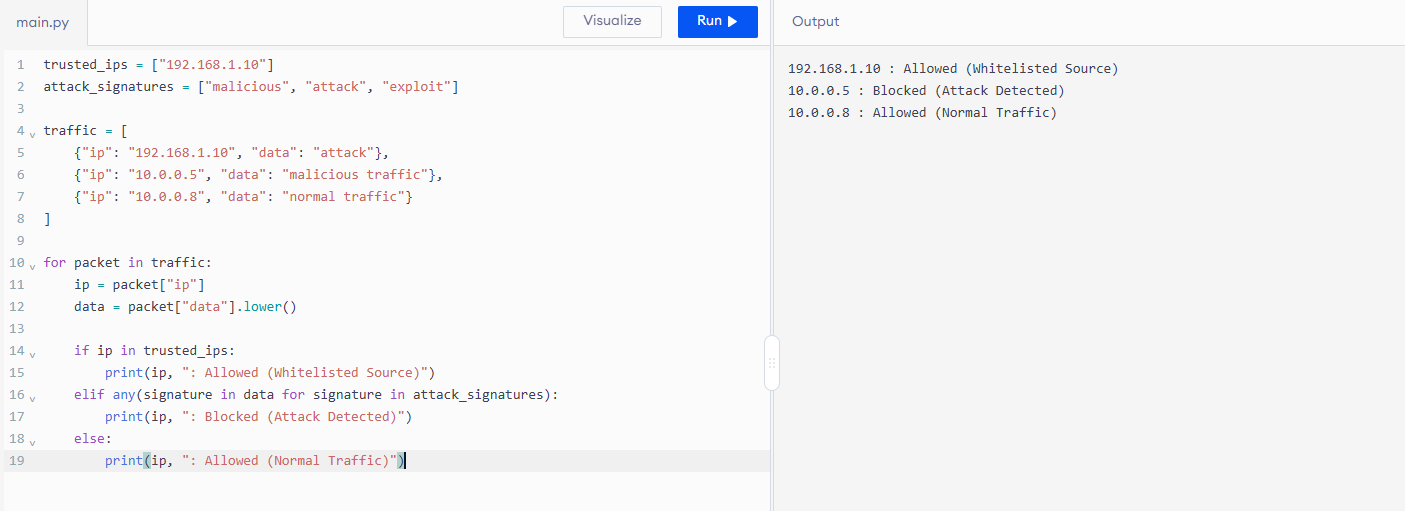 main.py
Visualize
Run
Output
1 trusted_ips = ["192.168.1.10"]
2 attack_signatures = ["malicious", "attack", "exploit"]
3
4 traffic = [
5     {"ip": "192.168.1.10", "data": "attack"},
6     {"ip": "10.0.0.5", "data": "malicious traffic"},
7     {"ip": "10.0.0.8", "data": "normal traffic"}
8 ]
9
10 for packet in traffic:
11     ip = packet["ip"]
12     data = packet["data"].lower()
13
14     if ip in trusted_ips:
15         print(ip, ": Allowed (Whitelisted Source)")
16     elif any(signature in data for signature in attack_signatures):
17         print(ip, ": Blocked (Attack Detected)")
18     else:
19         print(ip, ": Allowed (Normal Traffic)")
192.168.1.10 : Allowed (Whitelisted Source)
10.0.0.5 : Blocked (Attack Detected)
10.0.0.8 : Allowed (Normal Traffic)